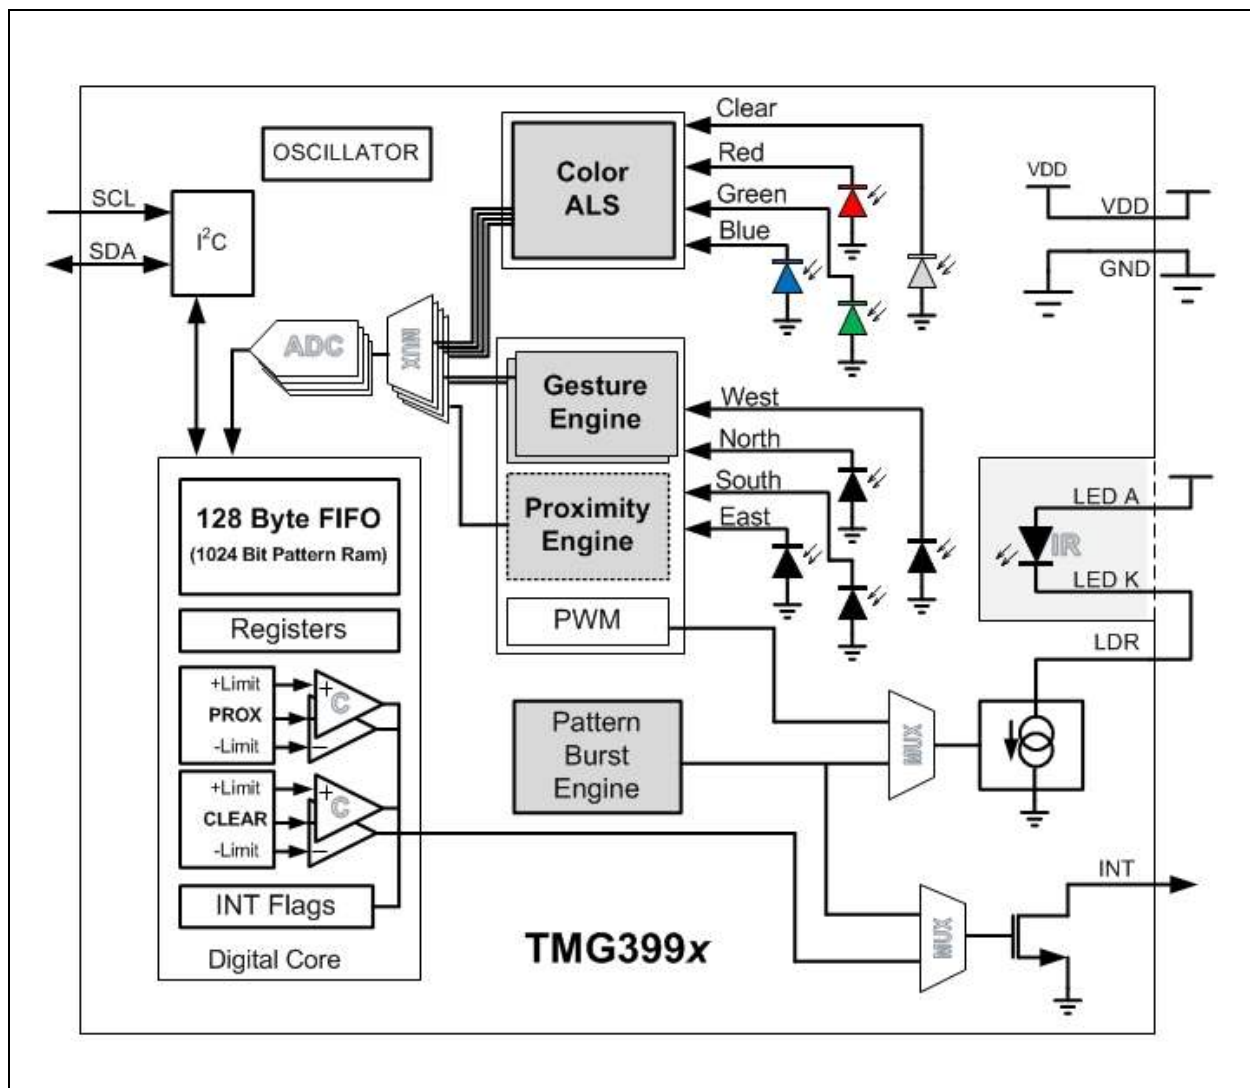 Clear
OSCILLATOR
Color
ALS
Red
Green
Blue
VDD
VDD
GND
SCL
SDA
I²C
ADC
MUX
Gesture
Engine
West
North
South
East
Proximity
Engine
PWM
LED A
IR
LED K
LDR
128 Byte FIFO
(1024 Bit Pattern Ram)
Registers
+Limit
PROX
-Limit
+
C
−
+Limit
CLEAR
-Limit
+
C
−
INT Flags
Digital Core
Pattern
Burst
Engine
MUX
MUX
INT
TMG399x